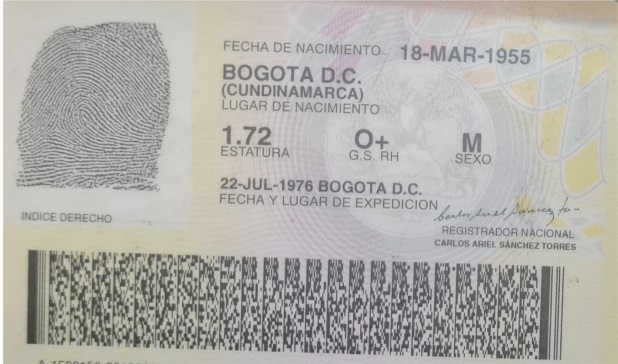 FECHA DE NACIMIENTO 18-MAR-1955
BOGOTA D.C.
(CUNDINAMARCA)
LUGAR DE NACIMIENTO
1.72 O+ M
ESTATURA G.S. RH SEXO
22-JUL-1976 BOGOTA D.C.
FECHA Y LUGAR DE EXPEDICION
INDICE DERECHO
REGISTRADOR NACIONAL
CARLOS ARIEL SÁNCHEZ TORRES